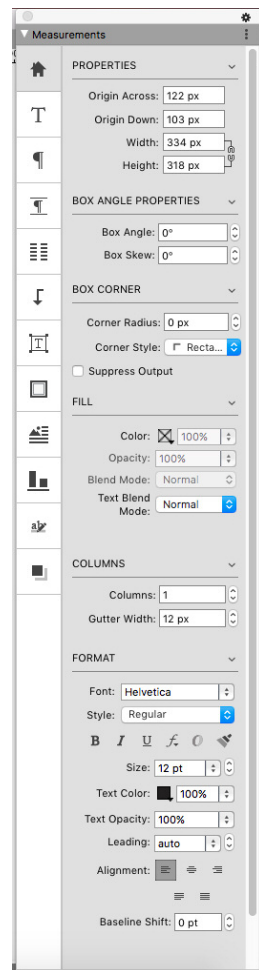 Measurements
PROPERTIES
Origin Across: 122 px
Origin Down: 103 px
Width: 334 px
Height: 318 px
BOX ANGLE PROPERTIES
Box Angle: 0°
Box Skew: 0°
BOX CORNER
Corner Radius: 0 px
Corner Style: Recta...
Suppress Output
FILL
Color: 100%
Opacity: 100%
Blend Mode: Normal
Text Blend
Mode: Normal
COLUMNS
Columns: 1
Gutter Width: 12 px
FORMAT
Font: Helvetica
Style: Regular
B I U f O
Size: 12 pt
Text Color: 100%
Text Opacity: 100%
Leading: auto
Alignment:
Baseline Shift: 0 pt